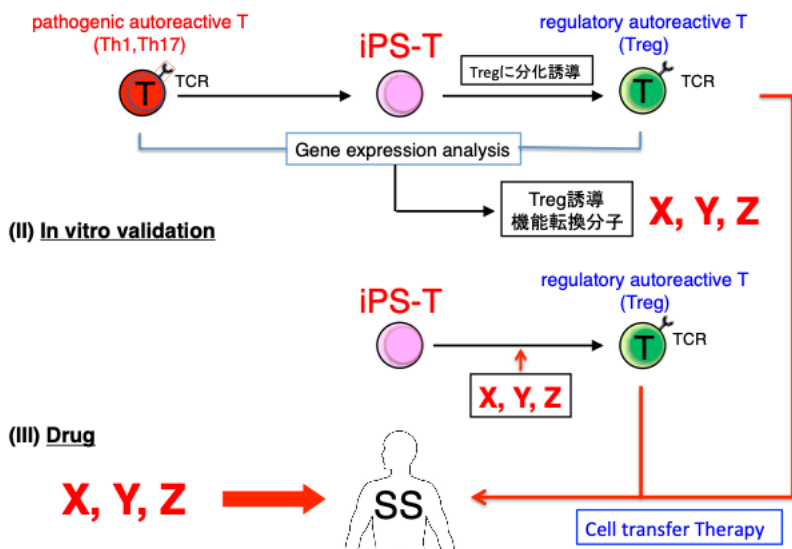 pathogenic autoreactive T
(Th1,Th17)
T
TCR
iPS-T
Tregに分化誘導
regulatory autoreactive T
(Treg)
T
TCR
Gene expression analysis
Treg誘導
機能転換分子
X, Y, Z
(II) In vitro validation
iPS-T
regulatory autoreactive T
(Treg)
T
TCR
X, Y, Z
(III) Drug
X, Y, Z
SS
Cell transfer Therapy